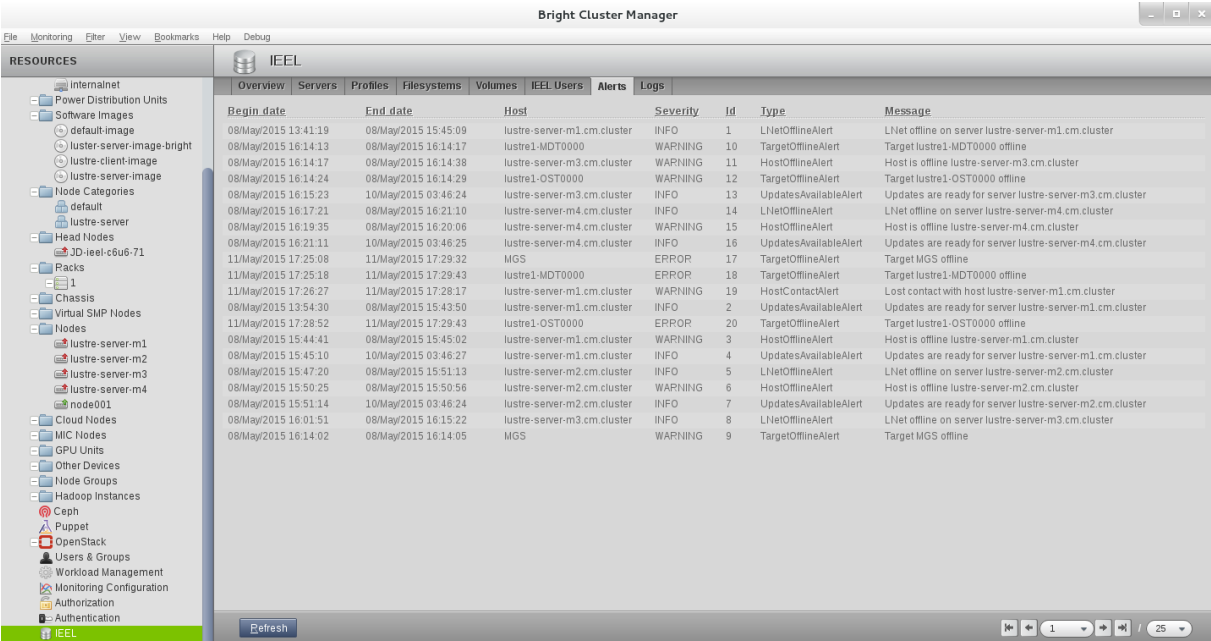 Bright Cluster Manager
File Monitoring Filter View Bookmarks Help Debug
RESOURCES
internalnet
Power Distribution Units
Software Images
default-image
luster-server-image-bright
lustre-client-image
lustre-server-image
Node Categories
default
lustre-server
Head Nodes
JD-ieel-c6u6-71
Racks
1
Chassis
Virtual SMP Nodes
Nodes
lustre-server-m1
lustre-server-m2
lustre-server-m3
lustre-server-m4
node001
Cloud Nodes
MIC Nodes
GPU Units
Other Devices
Node Groups
Hadoop Instances
Ceph
Puppet
OpenStack
Users & Groups
Workload Management
Monitoring Configuration
Authorization
Authentication
IEEL
IEEL
Overview Servers Profiles Filesystems Volumes IEEL Users Alerts Logs
Begin date End date Host Severity Id Type Message
08/May/2015 13:41:19 08/May/2015 15:45:09 lustre-server-m1.cm.cluster INFO 1 LNetOfflineAlert LNet offline on server lustre-server-m1.cm.cluster
08/May/2015 16:14:13 08/May/2015 16:14:17 lustre1-MDT0000 WARNING 10 TargetOfflineAlert Target lustre1-MDT0000 offline
08/May/2015 16:14:17 08/May/2015 16:14:38 lustre-server-m3.cm.cluster WARNING 11 HostOfflineAlert Host is offline lustre-server-m3.cm.cluster
08/May/2015 16:14:24 08/May/2015 16:14:29 lustre1-OST0000 WARNING 12 TargetOfflineAlert Target lustre1-OST0000 offline
08/May/2015 16:15:23 10/May/2015 03:46:24 lustre-server-m3.cm.cluster INFO 13 UpdatesAvailableAlert Updates are ready for server lustre-server-m3.cm.cluster
08/May/2015 16:17:21 08/May/2015 16:21:10 lustre-server-m4.cm.cluster INFO 14 LNetOfflineAlert LNet offline on server lustre-server-m4.cm.cluster
08/May/2015 16:19:35 08/May/2015 16:20:06 lustre-server-m4.cm.cluster WARNING 15 HostOfflineAlert Host is offline lustre-server-m4.cm.cluster
08/May/2015 16:21:11 10/May/2015 03:46:25 lustre-server-m4.cm.cluster INFO 16 UpdatesAvailableAlert Updates are ready for server lustre-server-m4.cm.cluster
11/May/2015 17:25:08 11/May/2015 17:29:32 MGS ERROR 17 TargetOfflineAlert Target MGS offline
11/May/2015 17:25:18 11/May/2015 17:29:43 lustre1-MDT0000 ERROR 18 TargetOfflineAlert Target lustre1-MDT0000 offline
11/May/2015 17:26:27 11/May/2015 17:28:17 lustre-server-m1.cm.cluster WARNING 19 HostContactAlert Lost contact with host lustre-server-m1.cm.cluster
08/May/2015 13:54:30 08/May/2015 15:43:50 lustre-server-m1.cm.cluster INFO 2 UpdatesAvailableAlert Updates are ready for server lustre-server-m1.cm.cluster
11/May/2015 17:28:52 11/May/2015 17:29:43 lustre1-OST0000 ERROR 20 TargetOfflineAlert Target lustre1-OST0000 offline
08/May/2015 15:44:41 08/May/2015 15:45:02 lustre-server-m1.cm.cluster WARNING 3 HostOfflineAlert Host is offline lustre-server-m1.cm.cluster
08/May/2015 15:45:10 10/May/2015 03:46:27 lustre-server-m1.cm.cluster INFO 4 UpdatesAvailableAlert Updates are ready for server lustre-server-m1.cm.cluster
08/May/2015 15:47:20 08/May/2015 15:51:13 lustre-server-m2.cm.cluster INFO 5 LNetOfflineAlert LNet offline on server lustre-server-m2.cm.cluster
08/May/2015 15:50:25 08/May/2015 15:50:56 lustre-server-m2.cm.cluster WARNING 6 HostOfflineAlert Host is offline lustre-server-m2.cm.cluster
08/May/2015 15:51:14 10/May/2015 03:46:24 lustre-server-m2.cm.cluster INFO 7 UpdatesAvailableAlert Updates are ready for server lustre-server-m2.cm.cluster
08/May/2015 16:01:51 08/May/2015 16:15:22 lustre-server-m3.cm.cluster INFO 8 LNetOfflineAlert LNet offline on server lustre-server-m3.cm.cluster
08/May/2015 16:14:02 08/May/2015 16:14:05 MGS WARNING 9 TargetOfflineAlert Target MGS offline
Refresh 1 / 25